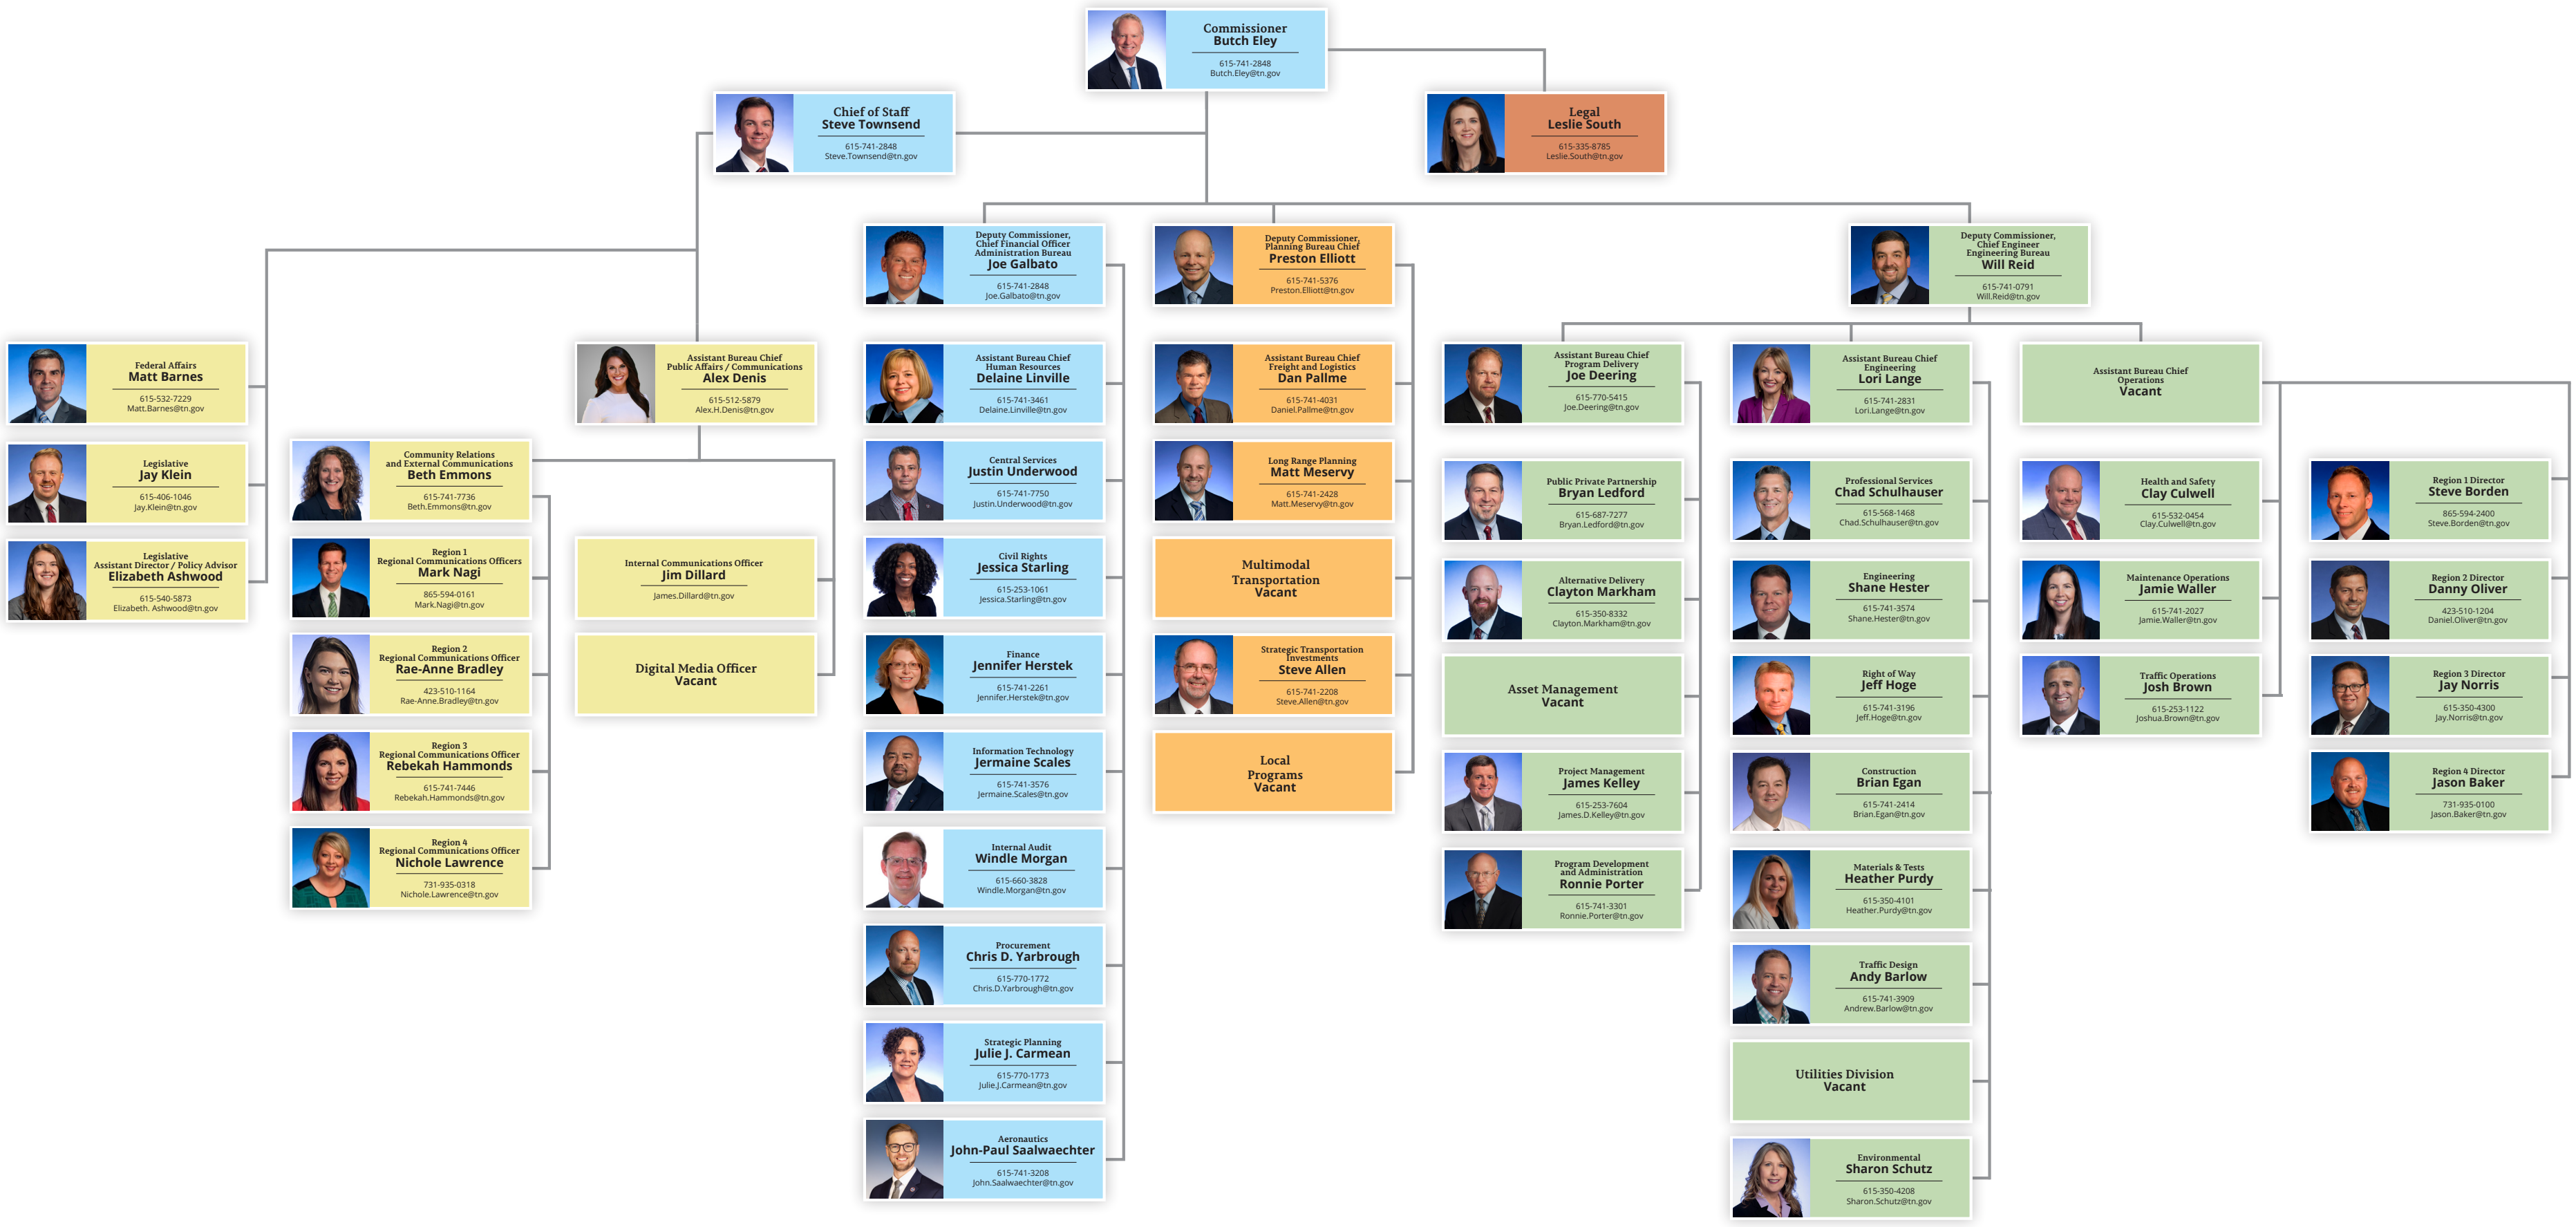 Commissioner
Butch Eley
615-741-2848
Butch.Eley@tn.gov
Chief of Staff
Steve Townsend
615-741-2848
Steve.Townsend@tn.gov
Legal
Leslie South
615-335-8785
Leslie.South@tn.gov
Deputy Commissioner,
Chief Financial Officer
Administration Bureau
Joe Galbato
615-741-2848
Joe.Galbato@tn.gov
Deputy Commissioner,
Planning Bureau Chief
Preston Elliott
615-741-5376
Preston.Elliott@tn.gov
Deputy Commissioner,
Chief Engineer
Engineering Bureau
Will Reid
615-741-0791
Will.Reid@tn.gov
Federal Affairs
Matt Barnes
615-532-7229
Matt.Barnes@tn.gov
Legislative
Jay Klein
615-406-1046
Jay.Klein@tn.gov
Legislative
Assistant Director / Policy Advisor
Elizabeth Ashwood
615-540-5873
Elizabeth. Ashwood@tn.gov
Assistant Bureau Chief
Public Affairs / Communications
Alex Denis
615-512-5879
Alex.H.Denis@tn.gov
Community Relations
and External Communications
Beth Emmons
615-741-7736
Beth.Emmons@tn.gov
Region 1
Regional Communications Officers
Mark Nagi
865-594-0161
Mark.Nagi@tn.gov
Region 2
Regional Communications Officer
Rae-Anne Bradley
423-510-1164
Rae-Anne.Bradley@tn.gov
Region 3
Regional Communications Officer
Rebekah Hammonds
615-741-7446
Rebekah.Hammonds@tn.gov
Region 4
Regional Communications Officer
Nichole Lawrence
731-935-0318
Nichole.Lawrence@tn.gov
Internal Communications Officer
Jim Dillard
James.Dillard@tn.gov
Digital Media Officer
Vacant
Assistant Bureau Chief
Human Resources
Delaine Linville
615-741-3461
Delaine.Linville@tn.gov
Central Services
Justin Underwood
615-741-7750
Justin.Underwood@tn.gov
Civil Rights
Jessica Starling
615-253-1061
Jessica.Starling@tn.gov
Finance
Jennifer Herstek
615-741-2261
Jennifer.Herstek@tn.gov
Information Technology
Jermaine Scales
615-741-3576
Jermaine.Scales@tn.gov
Internal Audit
Windle Morgan
615-660-3828
Windle.Morgan@tn.gov
Procurement
Chris D. Yarbrough
615-770-1772
Chris.D.Yarbrough@tn.gov
Strategic Planning
Julie J. Carmean
615-770-1773
Julie.J.Carmean@tn.gov
Aeronautics
John-Paul Saalwaechter
615-741-3208
John.Saalwaechter@tn.gov
Assistant Bureau Chief
Freight and Logistics
Dan Pallme
615-741-4031
Daniel.Pallme@tn.gov
Long Range Planning
Matt Meservy
615-741-2428
Matt.Meservy@tn.gov
Multimodal
Transportation
Vacant
Strategic Transportation
Investments
Steve Allen
615-741-2208
Steve.Allen@tn.gov
Local
Programs
Vacant
Assistant Bureau Chief
Program Delivery
Joe Deering
615-770-5415
Joe.Deering@tn.gov
Public Private Partnership
Bryan Ledford
615-687-7277
Bryan.Ledford@tn.gov
Alternative Delivery
Clayton Markham
615-350-8332
Clayton.Markham@tn.gov
Asset Management
Vacant
Project Management
James Kelley
615-253-7604
James.D.Kelley@tn.gov
Program Development
and Administration
Ronnie Porter
615-741-3301
Ronnie.Porter@tn.gov
Assistant Bureau Chief
Engineering
Lori Lange
615-741-2831
Lori.Lange@tn.gov
Professional Services
Chad Schulhauser
615-568-1468
Chad.Schulhauser@tn.gov
Engineering
Shane Hester
615-741-3574
Shane.Hester@tn.gov
Right of Way
Jeff Hoge
615-741-3196
Jeff.Hoge@tn.gov
Construction
Brian Egan
615-741-2414
Brian.Egan@tn.gov
Materials & Tests
Heather Purdy
615-350-4101
Heather.Purdy@tn.gov
Traffic Design
Andy Barlow
615-741-3909
Andrew.Barlow@tn.gov
Utilities Division
Vacant
Environmental
Sharon Schutz
615-350-4208
Sharon.Schutz@tn.gov
Assistant Bureau Chief
Operations
Vacant
Health and Safety
Clay Culwell
615-532-0454
Clay.Culwell@tn.gov
Maintenance Operations
Jamie Waller
615-741-2027
Jamie.Waller@tn.gov
Traffic Operations
Josh Brown
615-253-1122
Joshua.Brown@tn.gov
Region 1 Director
Steve Borden
865-594-2400
Steve.Borden@tn.gov
Region 2 Director
Danny Oliver
423-510-1204
Daniel.Oliver@tn.gov
Region 3 Director
Jay Norris
615-350-4300
Jay.Norris@tn.gov
Region 4 Director
Jason Baker
731-935-0100
Jason.Baker@tn.gov